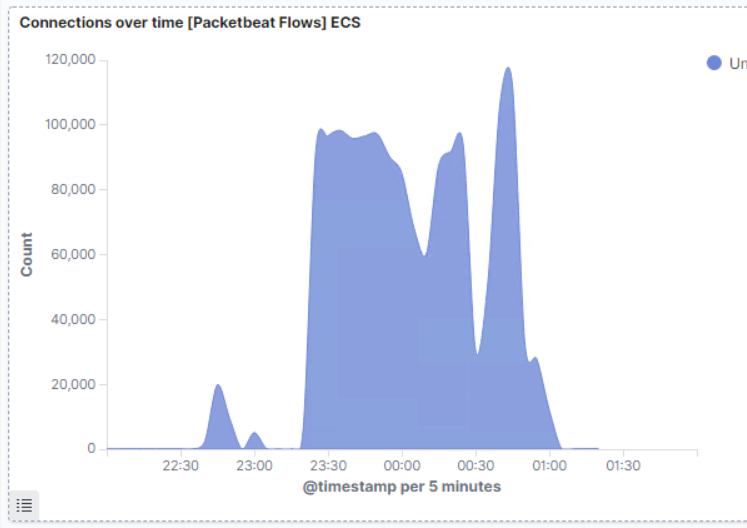 Connections over time [Packetbeat Flows] ECS
120,000
100,000
80,000
60,000
40,000
20,000
0
Count
22:30 23:00 23:30 00:00 00:30 01:00 01:30
@timestamp per 5 minutes